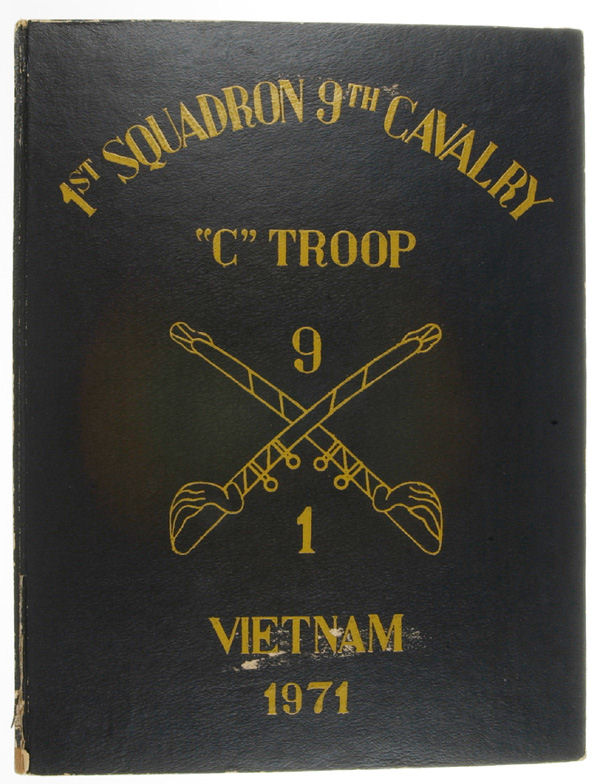 1ST SQUADRON 9TH CAVALRY
"C" TROOP
9
1
VIETNAM
1971